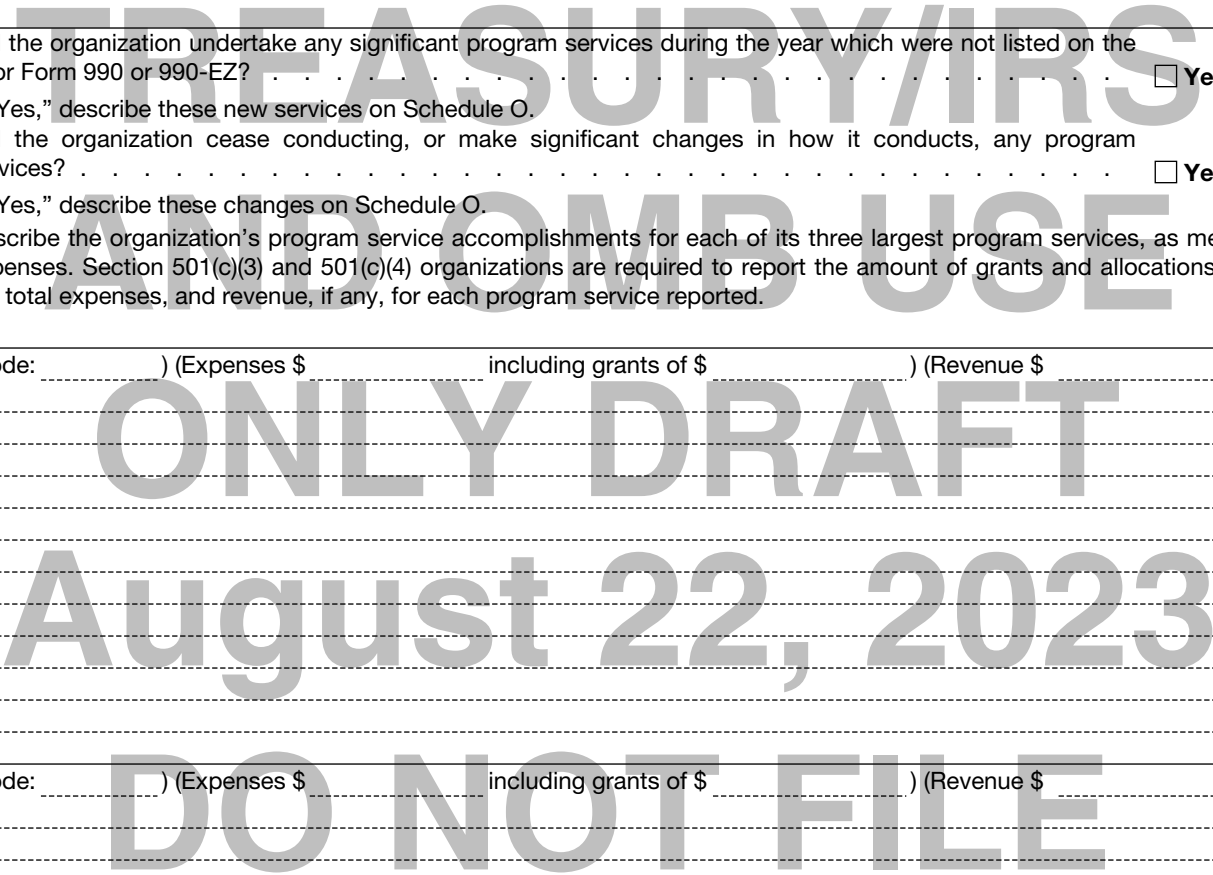 TREASURY/IRS
the organization undertake any significant program services during the year which were not listed on the
or Form 990 or 990-EZ? . . . . . . . . . . . . . . . . . . . . . . . . . . . Ye
Yes,” describe these new services on Schedule O.
the organization cease conducting, or make significant changes in how it conducts, any program
vices? . . . . . . . . . . . . . . . . . . . . . . . . . . . . . . . . . Ye
Yes,” describe these changes on Schedule O.
AND OMB USE
scribe the organization’s program service accomplishments for each of its three largest program services, as me
penses. Section 501(c)(3) and 501(c)(4) organizations are required to report the amount of grants and allocations
total expenses, and revenue, if any, for each program service reported.
ode: ) (Expenses $ including grants of $ ) (Revenue $
ONLY DRAFT
August 22, 2023
DO NOT FILE
ode: ) (Expenses $ including grants of $ ) (Revenue $